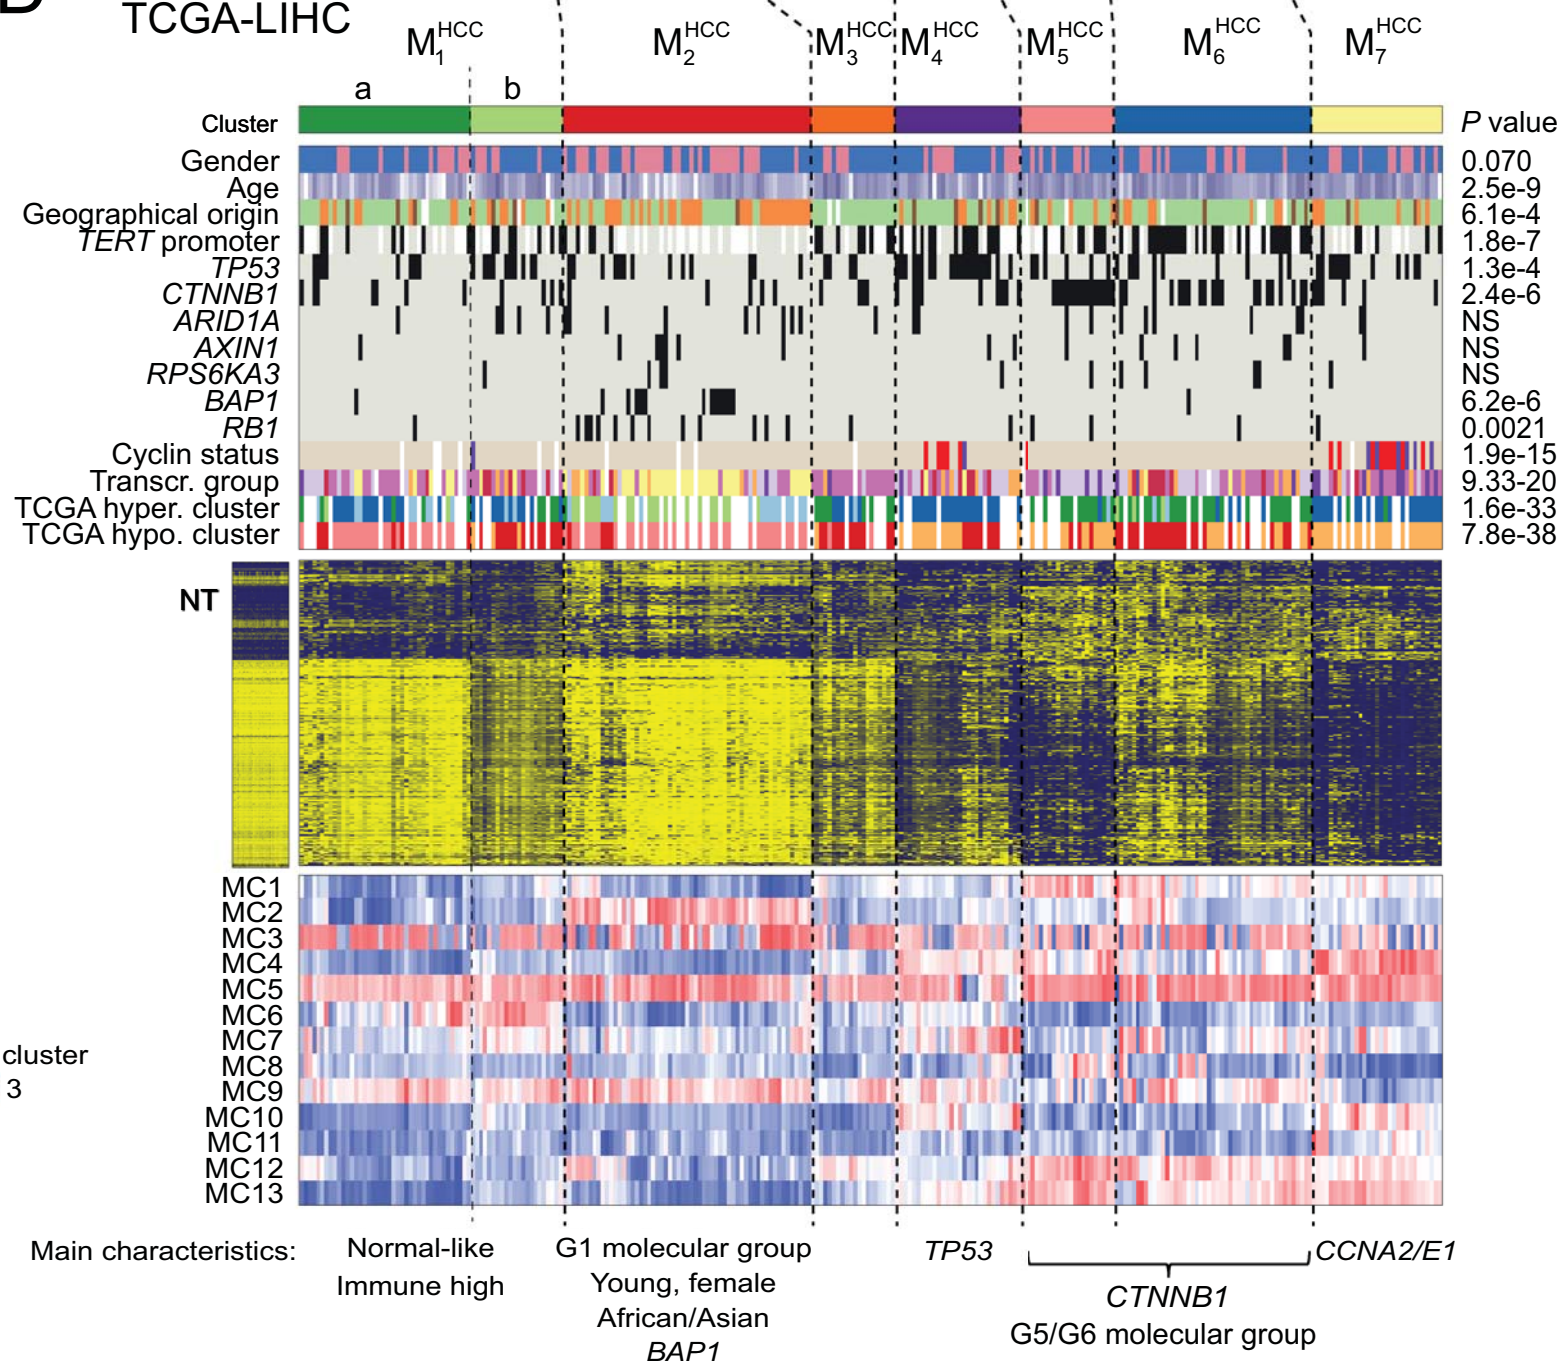 TCGA-LIHC
M1HCC M2HCC M3HCC M4HCC M5HCC M6HCC M7HCC
a b
Cluster P value
Gender 0.070
Age 2.5e-9
Geographical origin 6.1e-4
TERT promoter 1.8e-7
TP53 1.3e-4
CTNNB1 2.4e-6
ARID1A NS
AXIN1 NS
RPS6KA3 NS
BAP1 6.2e-6
RB1 0.0021
Cyclin status 1.9e-15
Transcr. group 9.33-20
TCGA hyper. cluster 1.6e-33
TCGA hypo. cluster 7.8e-38
NT
MC1
MC2
MC3
MC4
MC5
MC6
MC7
cluster
MC8
3
MC9
MC10
MC11
MC12
MC13
Main characteristics:
Normal-like
Immune high
G1 molecular group
Young, female
African/Asian
BAP1
TP53
CTNNB1
G5/G6 molecular group
CCNA2/E1